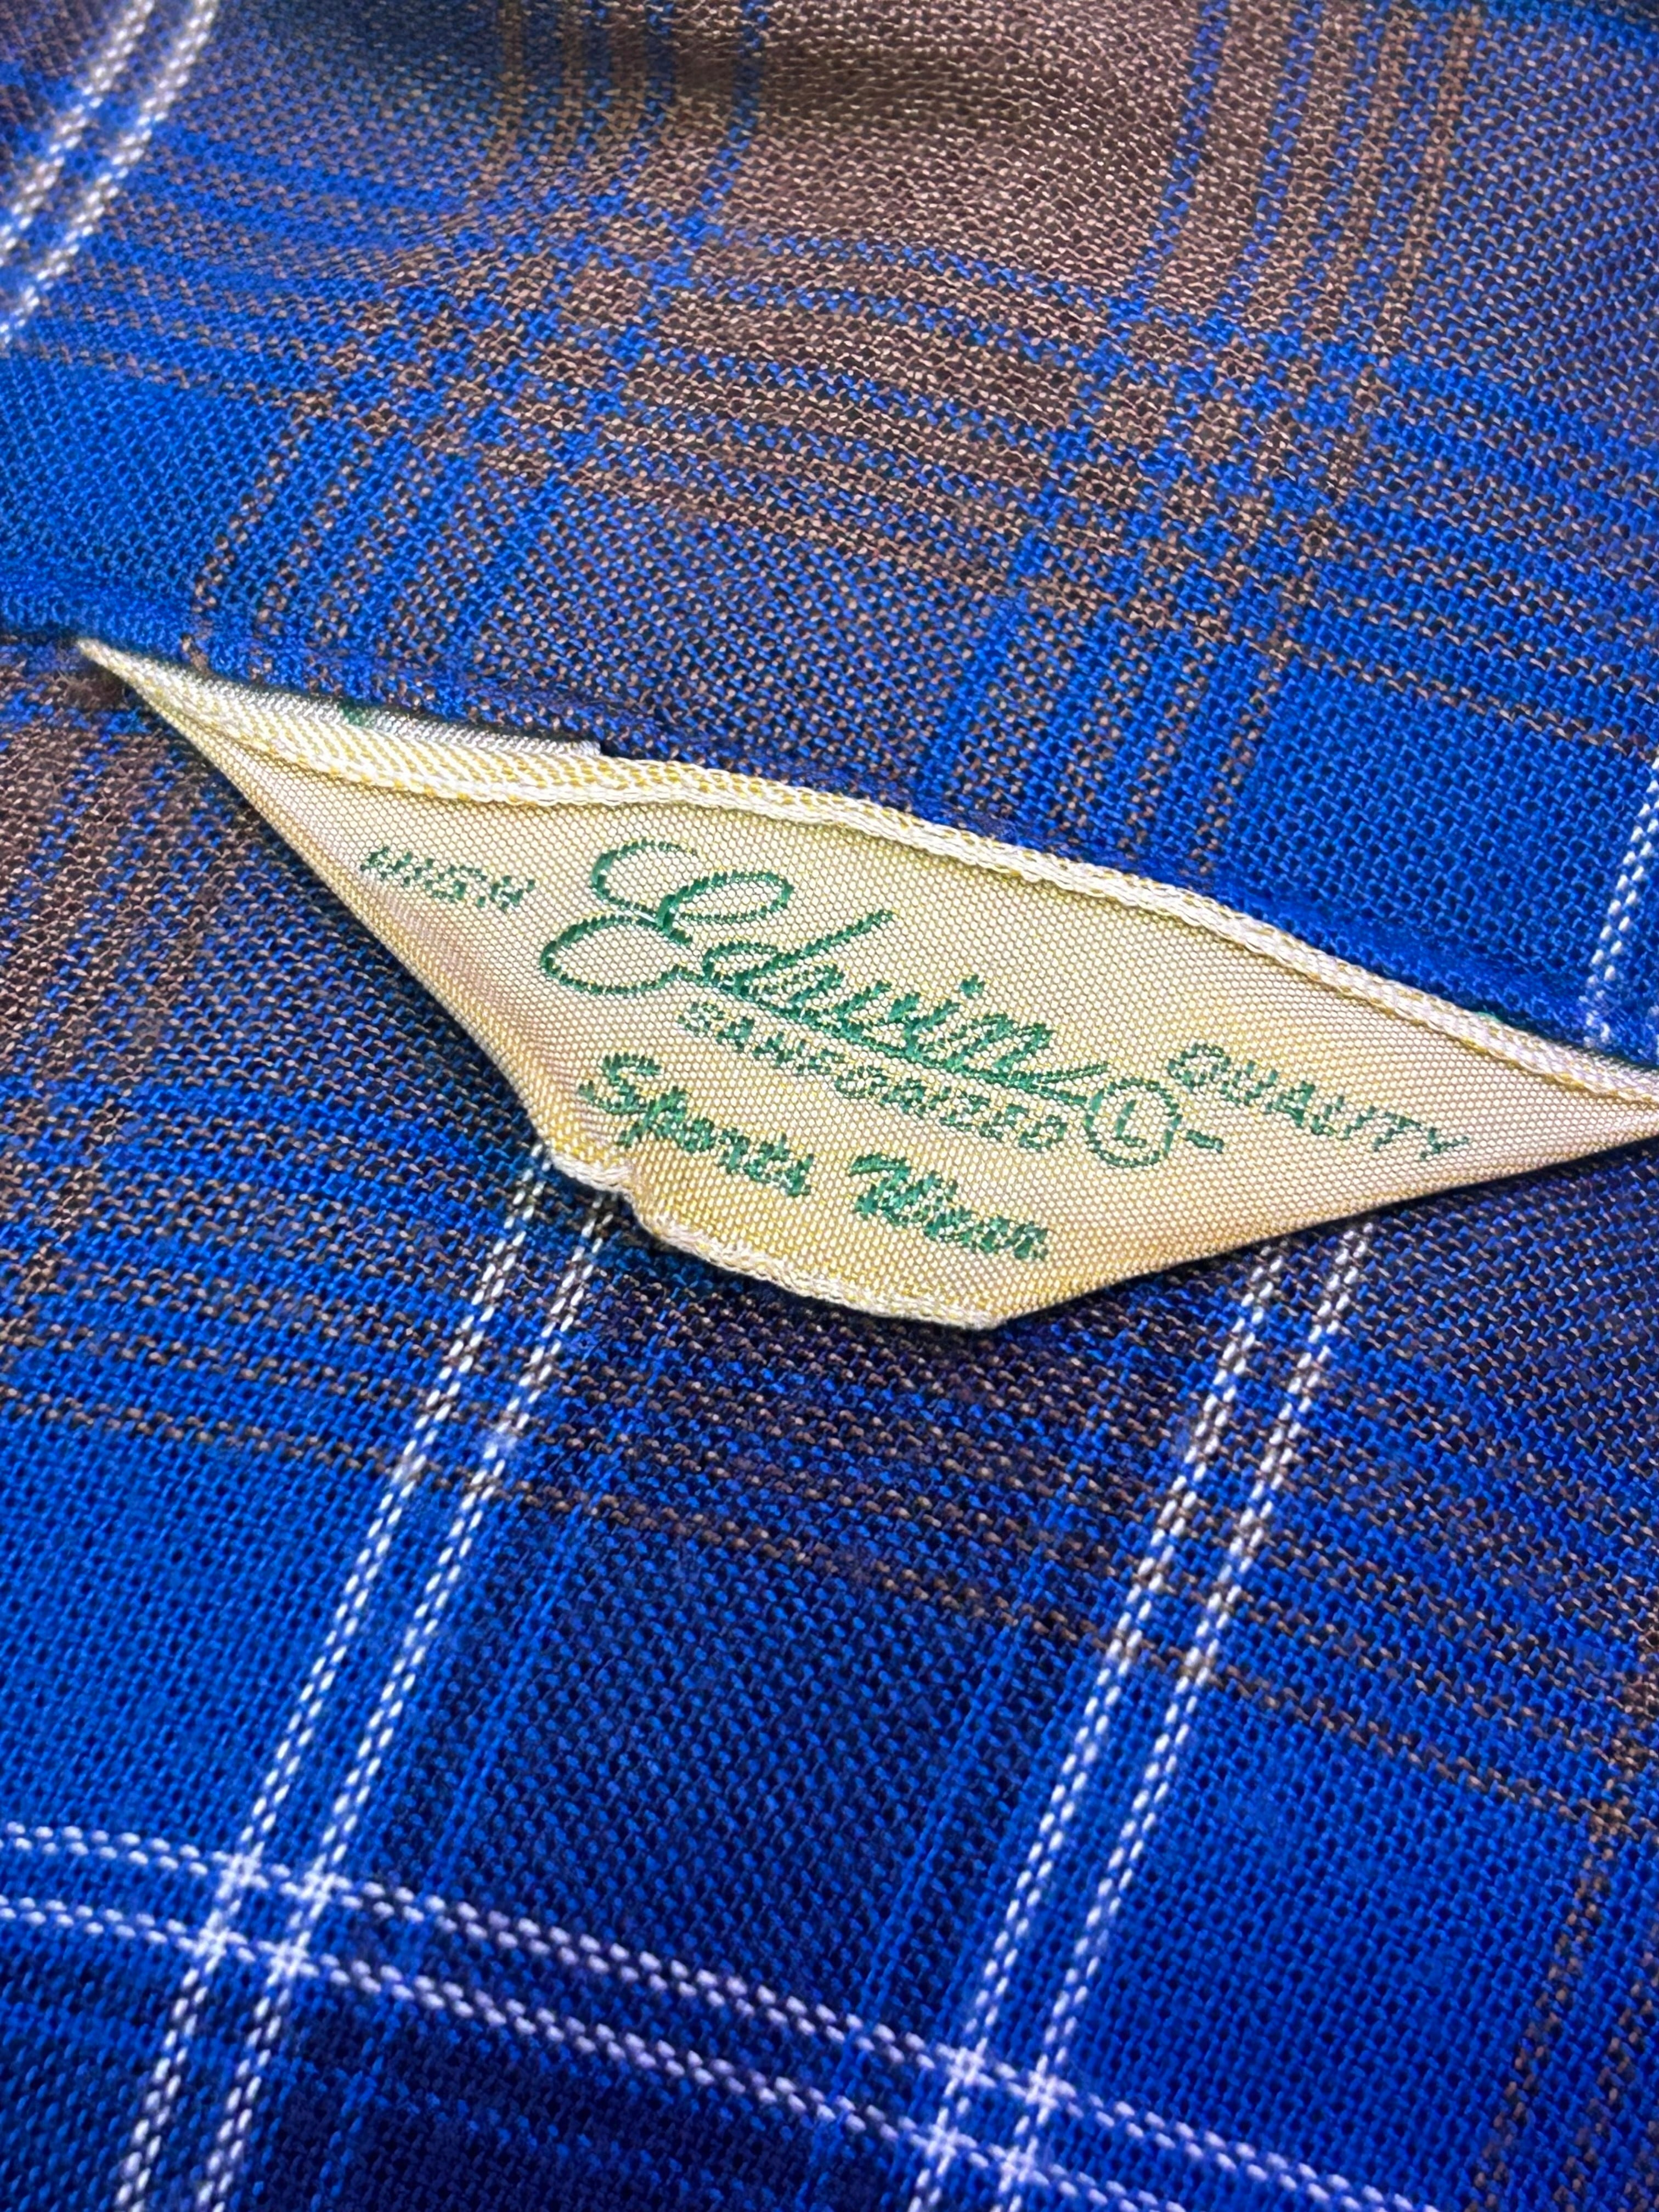 HIGH Edwin QUALITY
SANFORIZED L-
Sports Wear